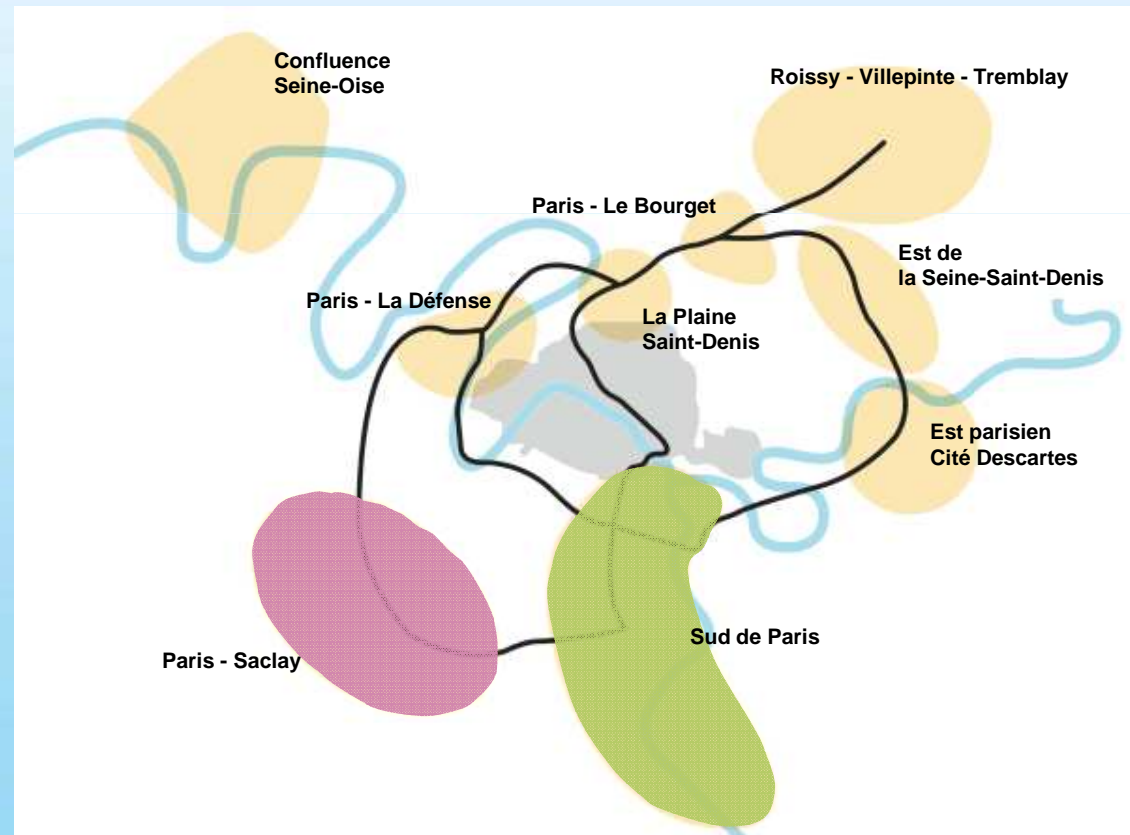 Confluence
Seine-Oise
Roissy - Villepinte - Tremblay
Paris - Le Bourget
Est de
la Seine-Saint-Denis
Paris - La Défense
La Plaine
Saint-Denis
Est parisien
Cité Descartes
Sud de Paris
Paris - Saclay